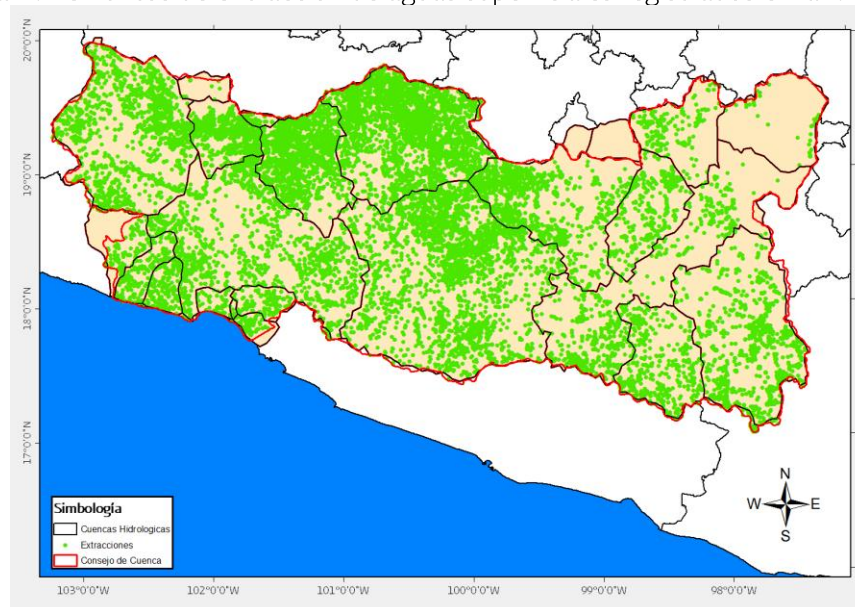 20°0'0"N
19°0'0"N
18°0'0"N
17°0'0"N
N
W E
S
Simbología
Cuencas Hidrologicas
Extracciones
Consejo de Cuenca
103°0'0"W 102°0'0"W 101°0'0"W 100°0'0"W 99°0'0"W 98°0'0"W